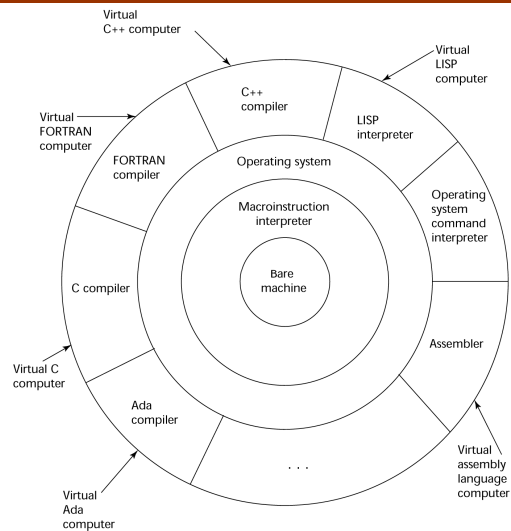 Virtual
C++ computer
Virtual
LISP
computer
Virtual
FORTRAN
computer
C++
compiler
LISP
interpreter
FORTRAN
compiler
Operating system
Operating
system
command
interpreter
Macroinstruction
interpreter
Bare
machine
C compiler
Assembler
Virtual C
computer
Ada
compiler
. . .
Virtual
assembly
language
computer
Virtual
Ada
computer